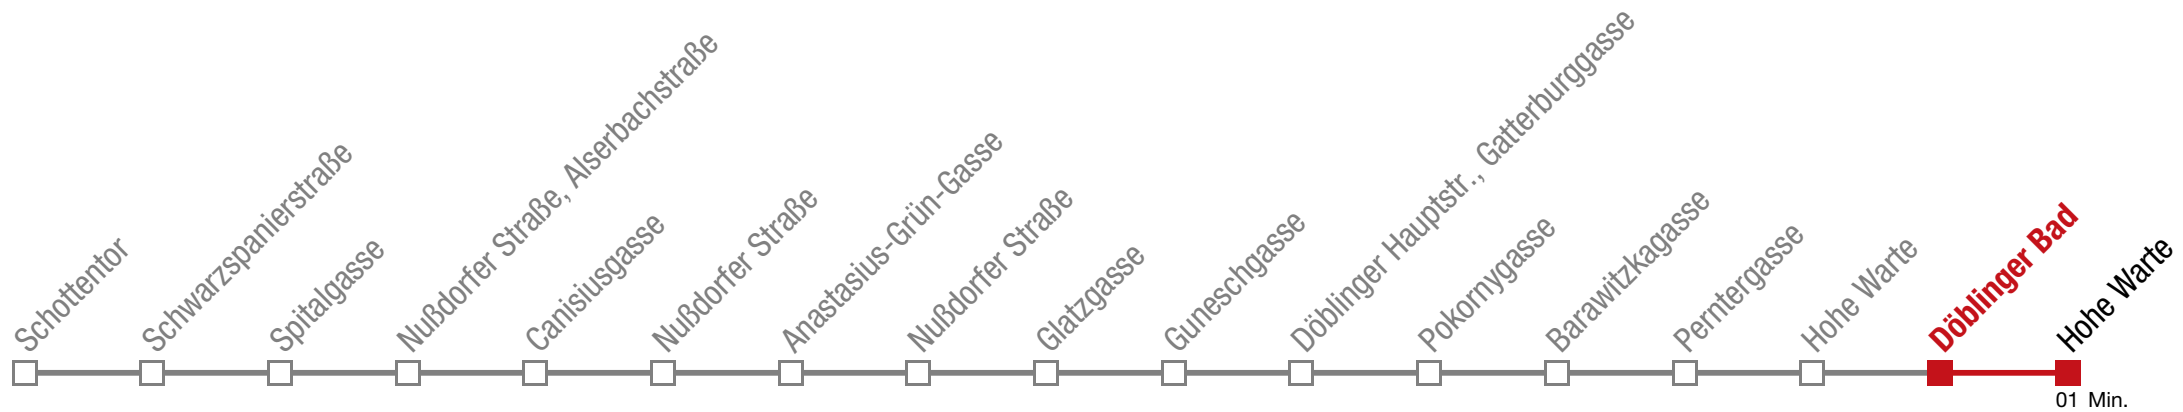 Schottentor
Schwarzspanierstraße
Spitalgasse
Nußdorfer Straße, Alserbachstraße
Canisiusgasse
Nußdorfer Straße
Anastasius-Grün-Gasse
Nußdorfer Straße
Glatzgasse
Guneschgasse
Döblinger Hauptstr., Gatterburggasse
Pokornygasse
Barawitzkagasse
Perntergasse
Hohe Warte
Döblinger Bad
Hohe Warte
01 Min.